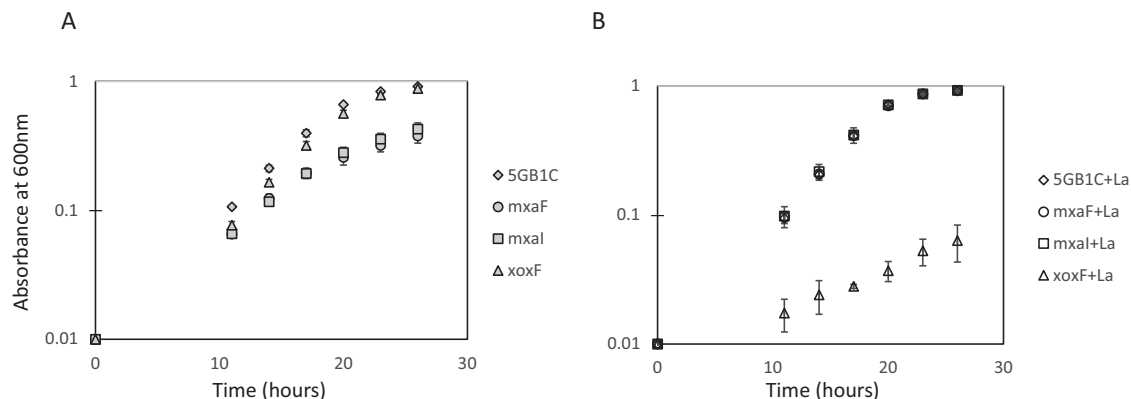 A
B
Absorbance at 600nm
1
0.1
0.01
0
10
20
30
Time (hours)
5GB1C
mxaF
mxaI
xoxF
1
0.1
0.01
0
10
20
30
Time (hours)
5GB1C+La
mxaF+La
mxaI+La
xoxF+La